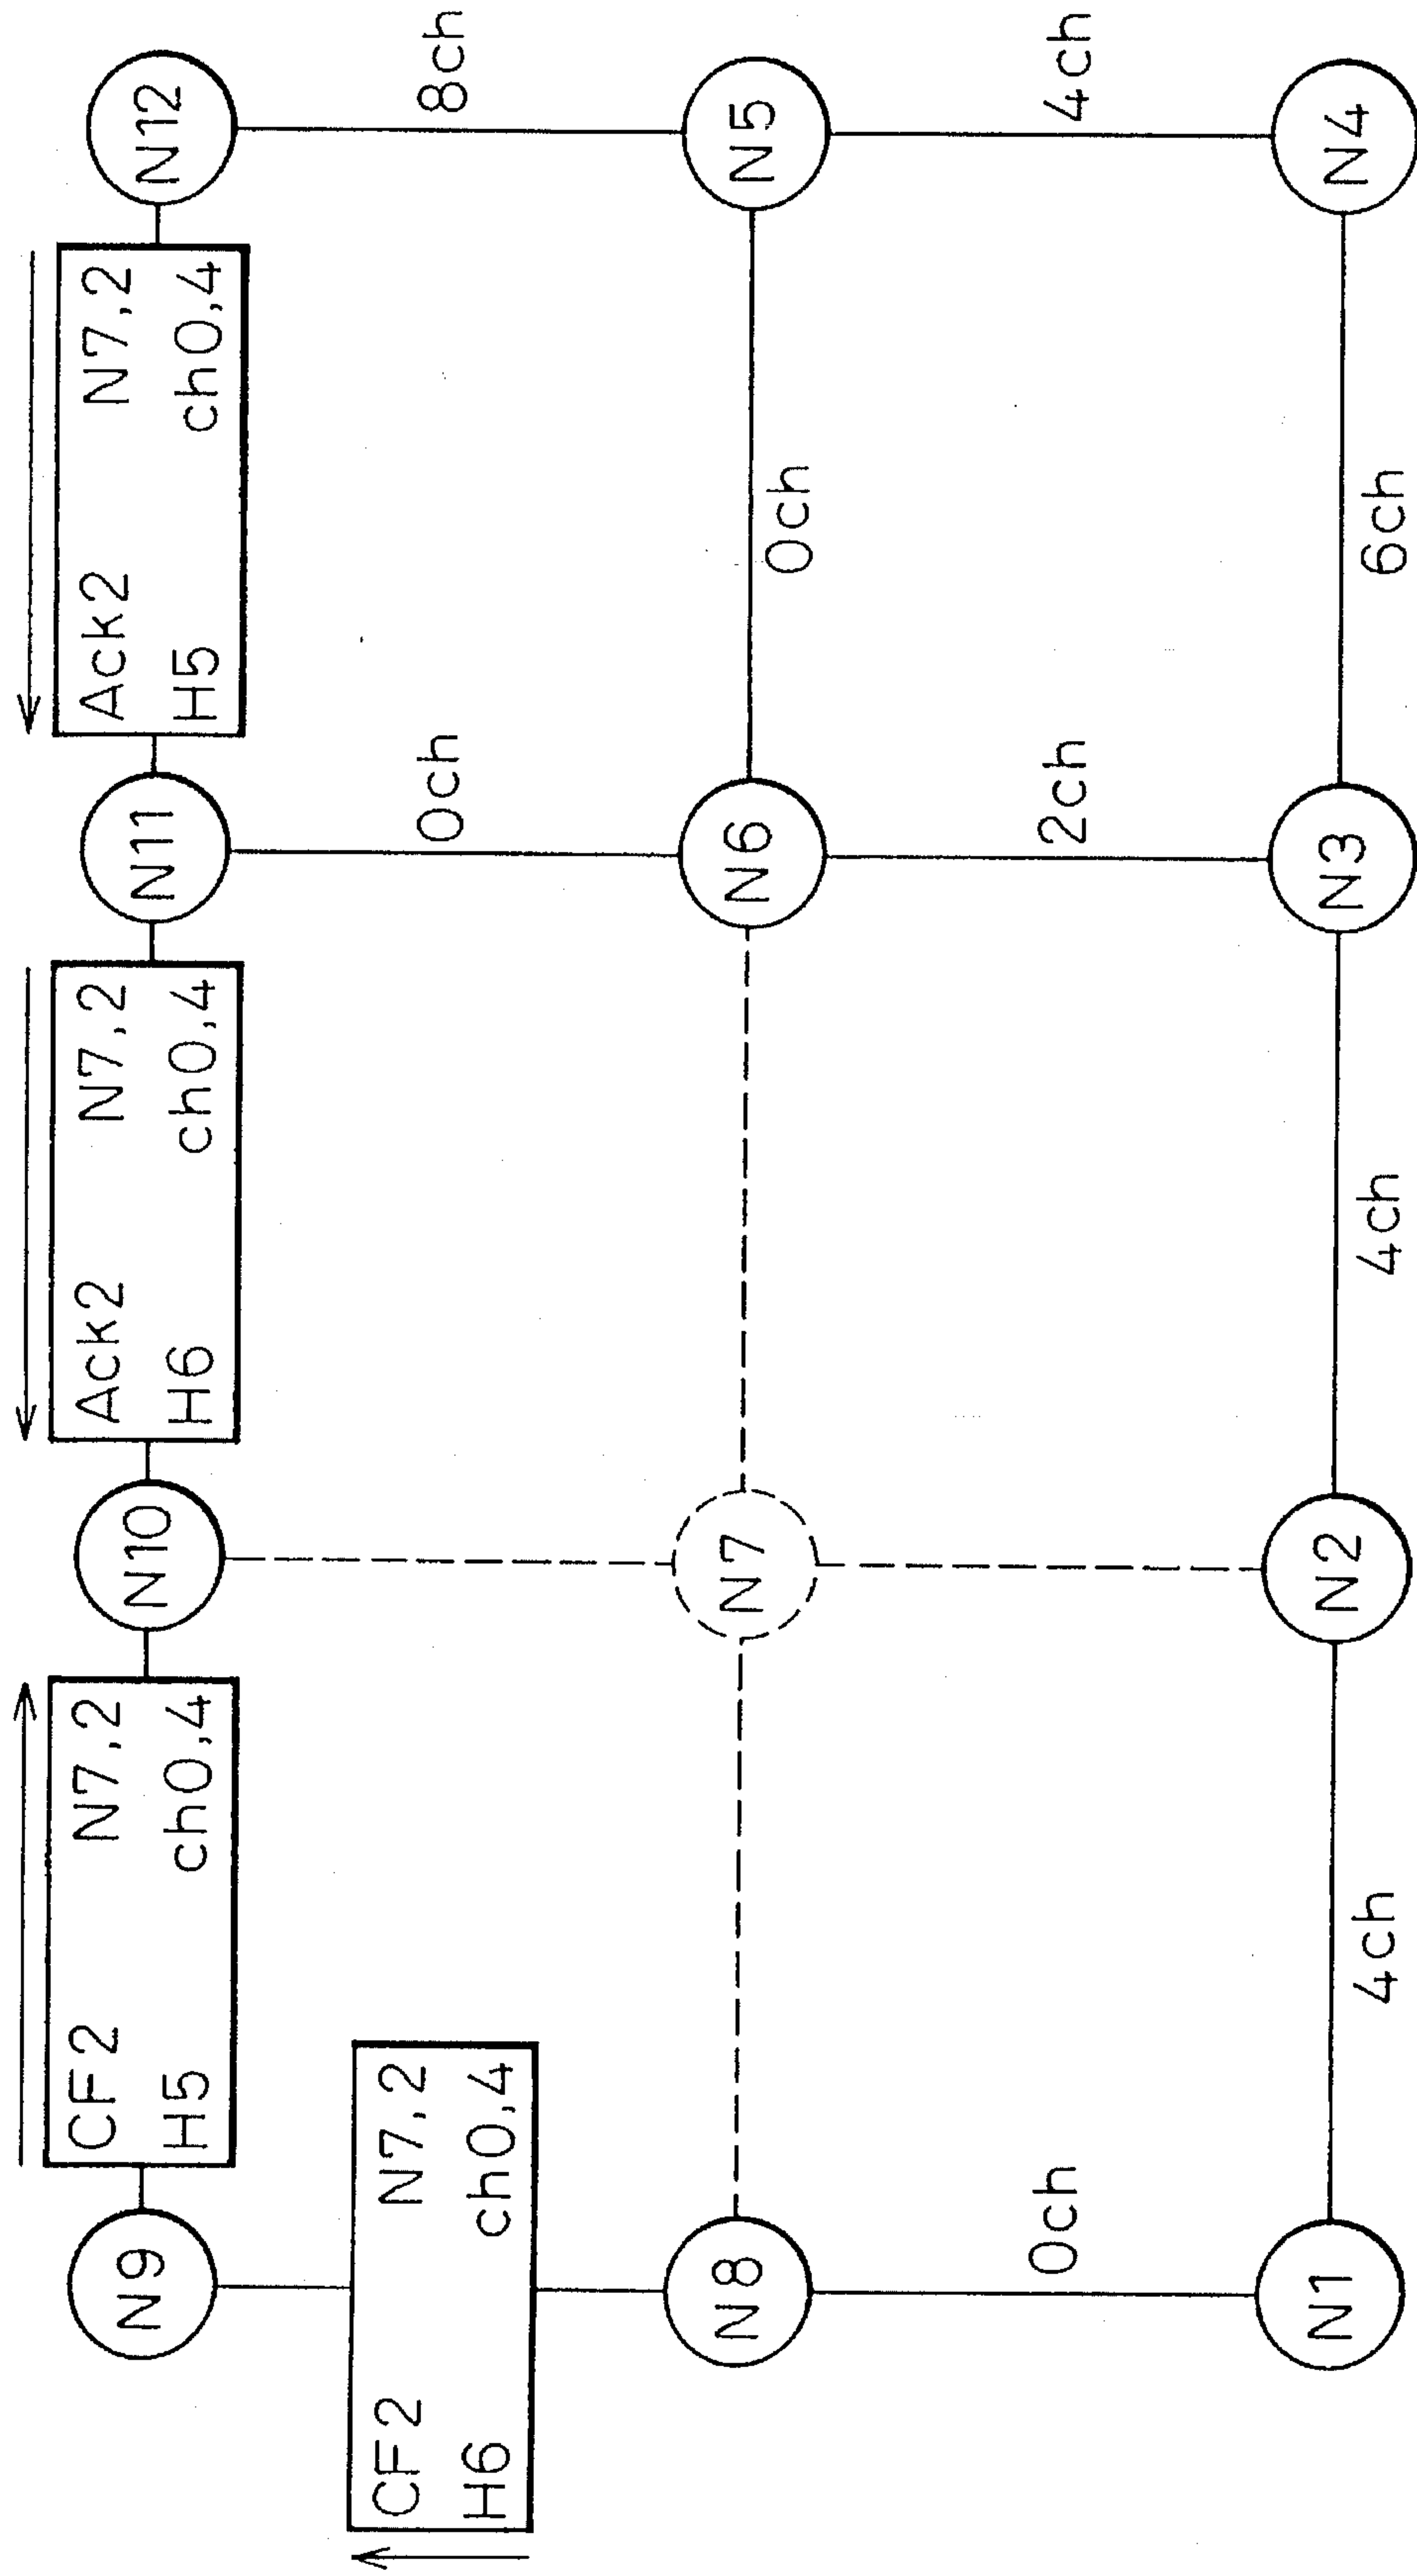 N9
CF2 N7,2
H5 ch0,4
N10
Ack2 N7,2
H6 ch0,4
N11
Ack2 N7,2
H5 ch0,4
N12
CF2 N7,2
H6 ch0,4
0ch
8ch
N8
N7
N6
0ch
N5
0ch
2ch
4ch
N1
4ch
N2
4ch
N3
6ch
N4